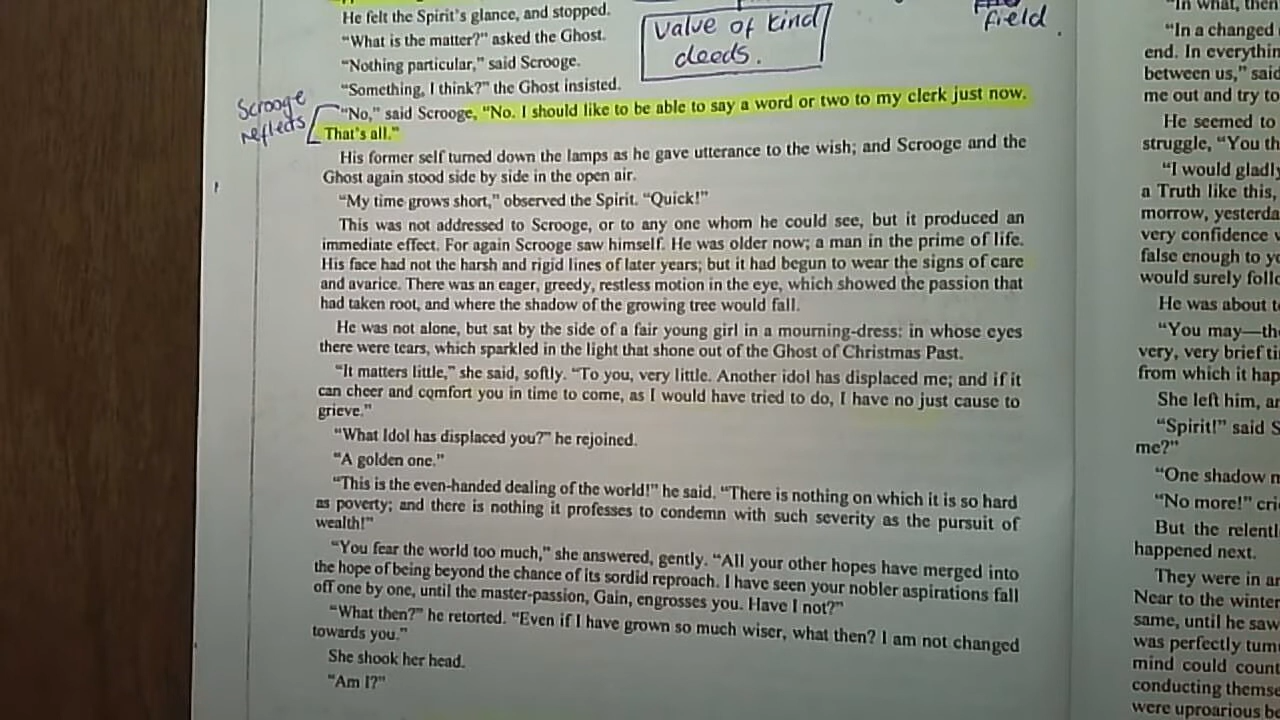 He felt the Spirit's glance, and stopped.
"What is the matter?" asked the Ghost.
"Nothing particular," said Scrooge.
"Something, I think?" the Ghost insisted.
value of kind
deeds.
field.
Scrooge
reflects
"No," said Scrooge, "No. I should like to be able to say a word or two to my clerk just now.
That's all."
His former self turned down the lamps as he gave utterance to the wish; and Scrooge and the
Ghost again stood side by side in the open air.
"My time grows short," observed the Spirit. "Quick!"
This was not addressed to Scrooge, or to any one whom he could see, but it produced an
immediate effect. For again Scrooge saw himself. He was older now; a man in the prime of life.
His face had not the harsh and rigid lines of later years; but it had begun to wear the signs of care
and avarice. There was an eager, greedy, restless motion in the eye, which showed the passion that
had taken root, and where the shadow of the growing tree would fall.
He was not alone, but sat by the side of a fair young girl in a mourning-dress: in whose eyes
there were tears, which sparkled in the light that shone out of the Ghost of Christmas Past.
"It matters little," she said, softly. "To you, very little. Another idol has displaced me; and if it
can cheer and comfort you in time to come, as I would have tried to do, I have no just cause to
grieve."
"What Idol has displaced you?" he rejoined.
"A golden one."
"This is the even-handed dealing of the world!" he said. "There is nothing on which it is so hard
as poverty; and there is nothing it professes to condemn with such severity as the pursuit of
wealth!"
"You fear the world too much," she answered, gently. "All your other hopes have merged into
the hope of being beyond the chance of its sordid reproach. I have seen your nobler aspirations fall
off one by one, until the master-passion, Gain, engrosses you. Have I not?"
"What then?" he retorted. "Even if I have grown so much wiser, what then? I am not changed
towards you."
She shook her head.
"Am I?"
"In what, then
"In a changed
end. In everythin
between us," said
me out and try to
He seemed to
struggle, "You th
"I would gladly
a Truth like this,
morrow, yesterda
very confidence
false enough to
would surely follo
He was about t
"You may—th
very, very brief ti
from which it hap
She left him, an
"Spirit!" said S
me?"
"One shadow
"No more!" cri
But the relentl
happened next.
They were in an
Near to the winter
same, until he saw
was perfectly tum
mind could count
conducting themse
were uproarious be